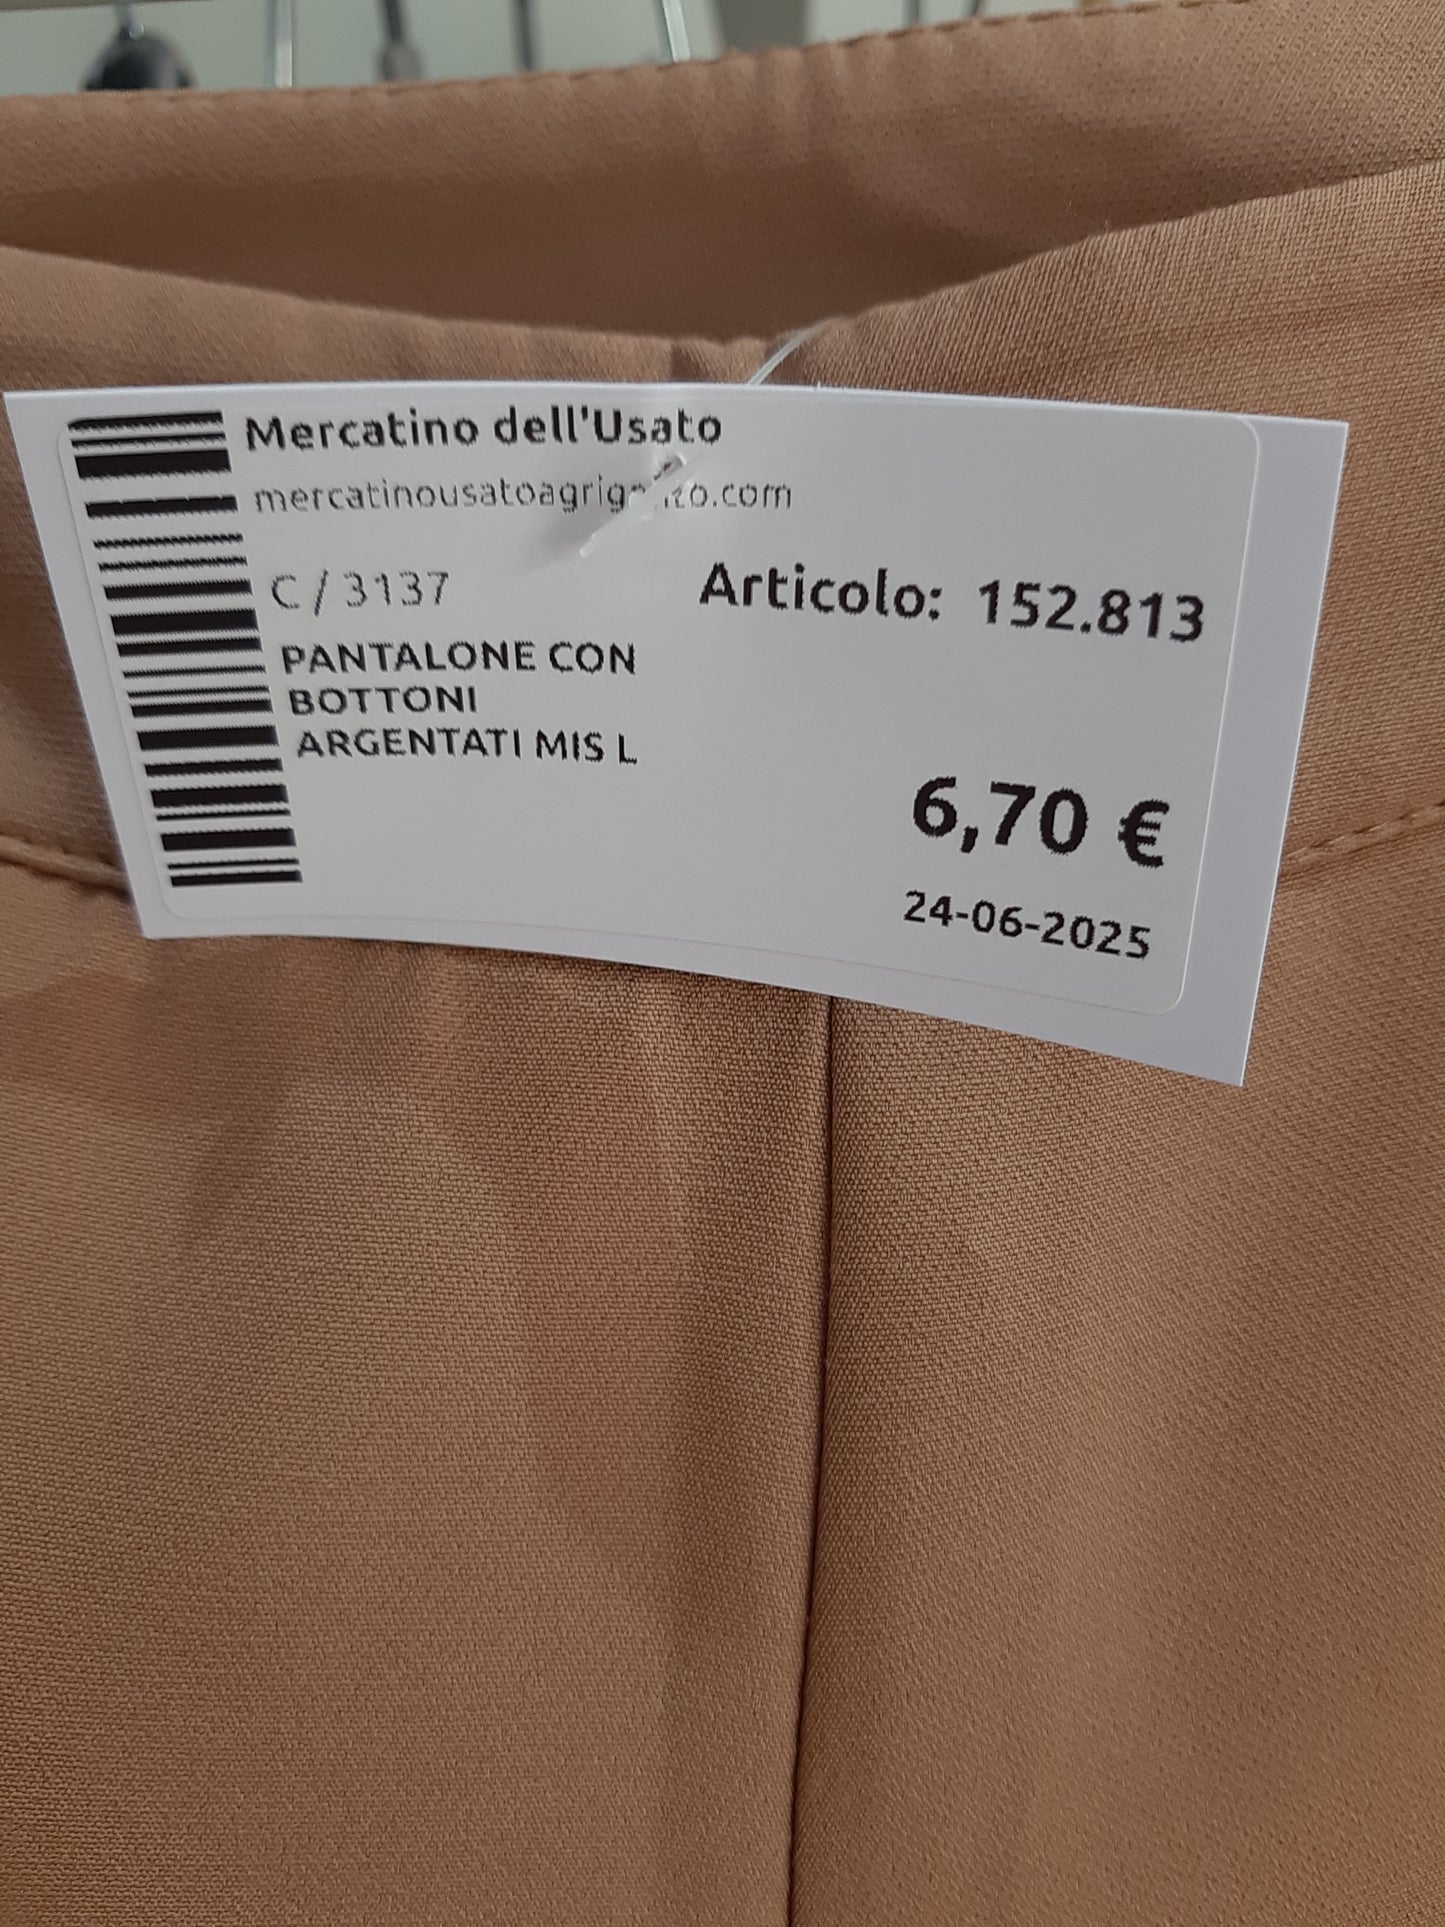 Mercatino dell'Usato
C/3137
Articolo: 152.813
PANTALONE CON
BOTTONI
ARGENTATI MIS L
6,70 €
24-06-2025